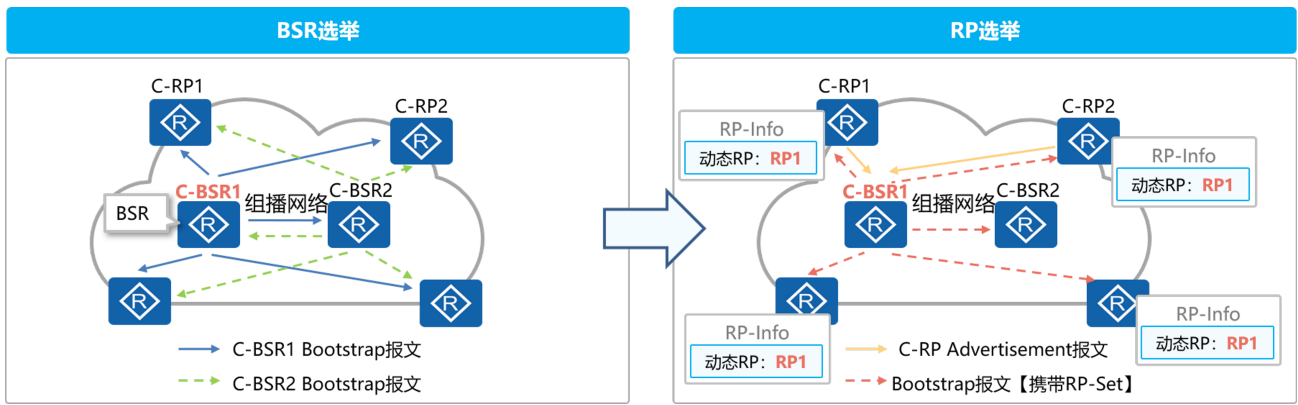 BSR选举
C-RP1
C-RP2
R
R
C-BSR1
组播网络
C-BSR2
BSR
R
R
R
R
C-BSR1 Bootstrap报文
C-BSR2 Bootstrap报文
RP选举
C-RP1
C-RP2
R
R
RP-Info
动态RP：RP1
RP-Info
动态RP：RP1
C-BSR1
组播网络
C-BSR2
R
R
R
R
RP-Info
动态RP：RP1
RP-Info
动态RP：RP1
C-RP Advertisement报文
Bootstrap报文【携带RP-Set】